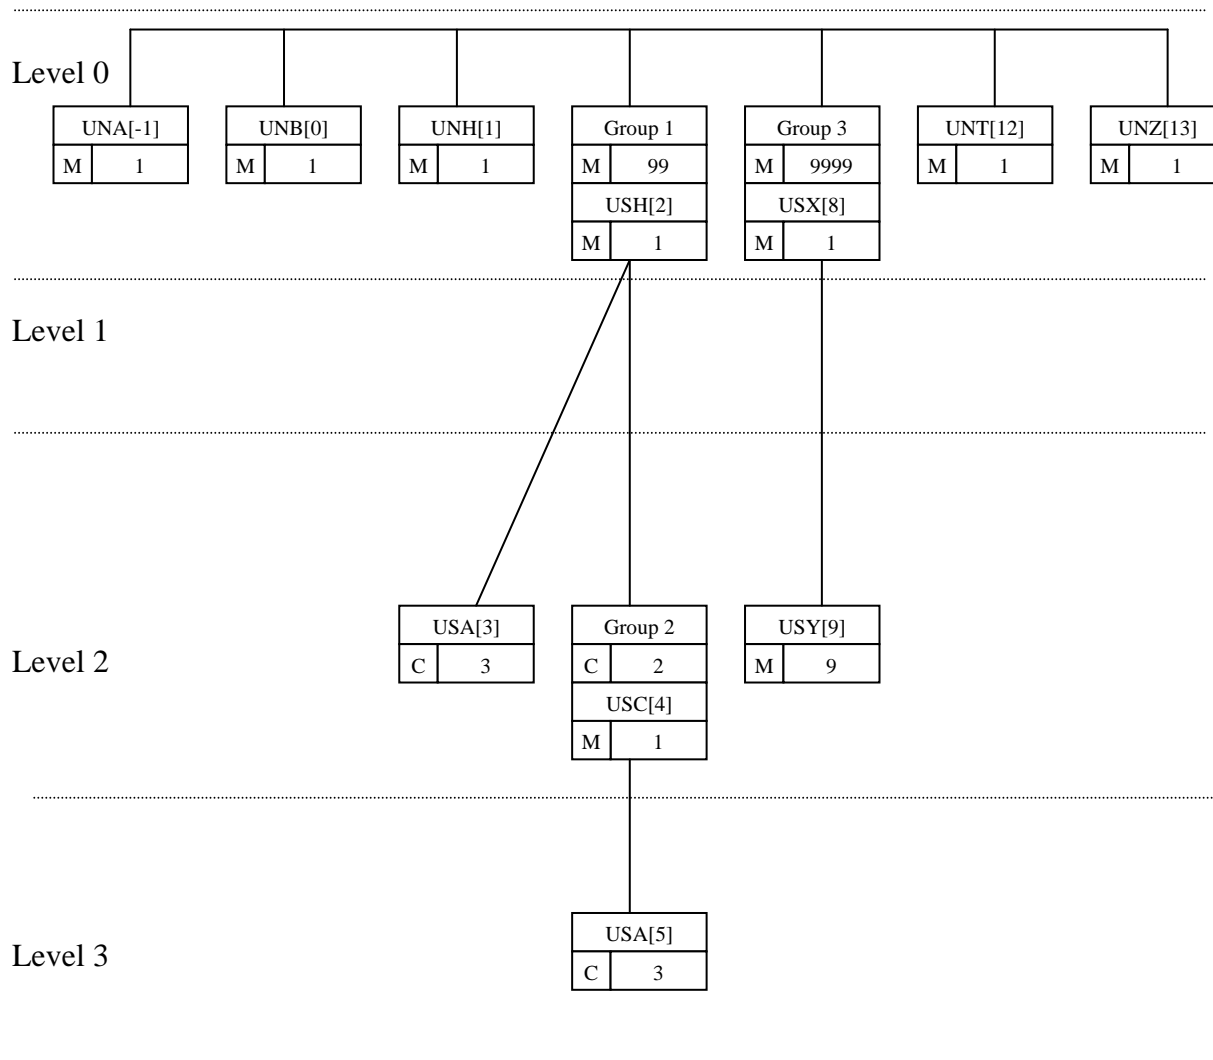 Level 0
UNA[-1] UNB[0] UNH[1] Group 1 Group 3 UNT[12] UNZ[13]
M 1 M 1 M 1 M 99 M 9999 M 1 M 1
USH[2] USX[8]
M 1 M 1
Level 1
USA[3] Group 2 USY[9]
Level 2
C 3 C 2 M 9
USC[4]
M 1
USA[5]
Level 3
C 3